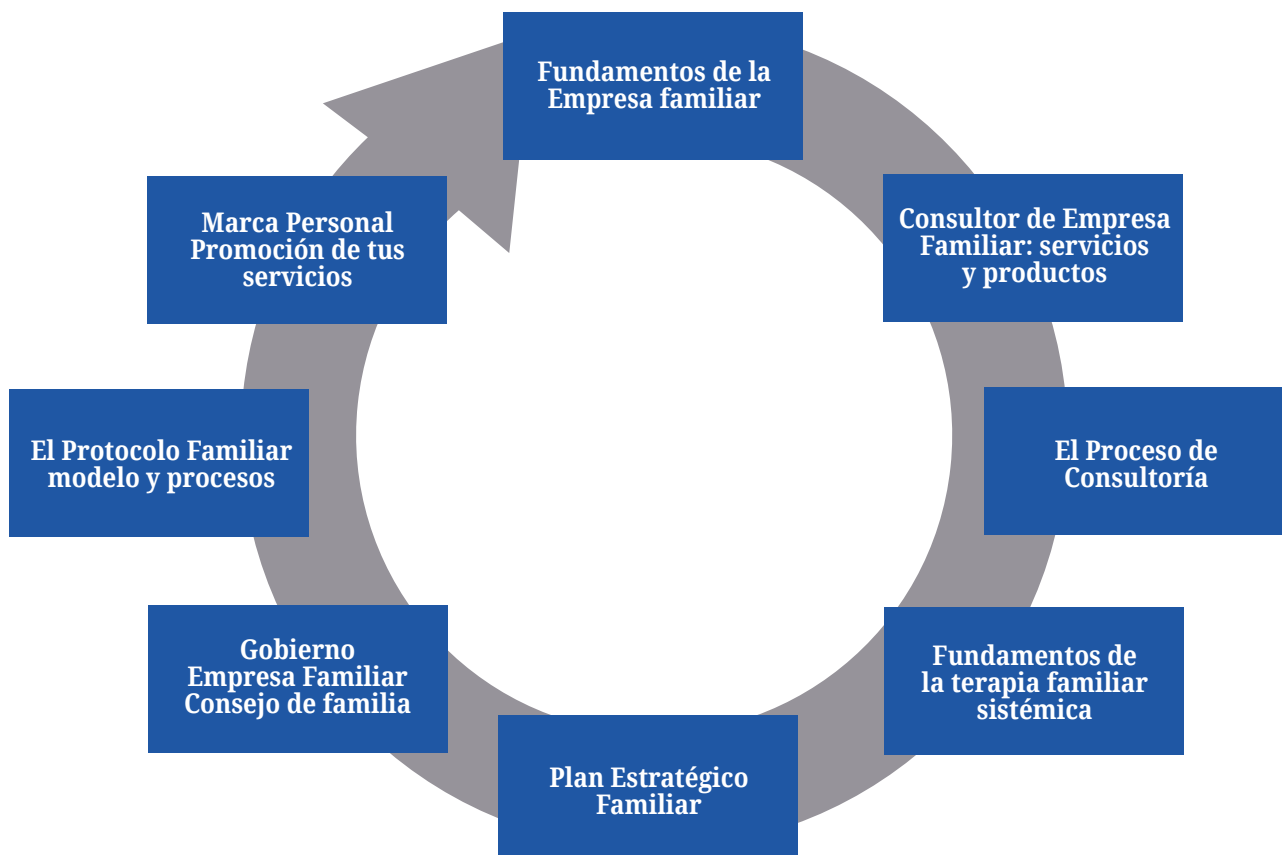 Fundamentos de la
Empresa familiar
Consultor de Empresa
Familiar: servicios
y productos
El Proceso de
Consultoría
Fundamentos de
la terapia familiar
sistémica
Plan Estratégico
Familiar
Gobierno
Empresa Familiar
Consejo de familia
El Protocolo Familiar
modelo y procesos
Marca Personal
Promoción de tus
servicios